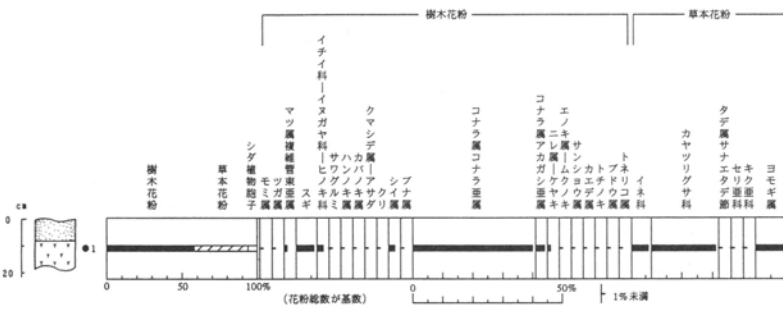 樹木花粉
草本花粉
樹木花粉
草本花粉
シダ植物胞子
モミ属
ツガ属
マツ属複維管束亜属
スギ
イチイ科―イヌガヤ科―ヒノキ科
サワグルミ
ハンノキ属
カバノキ属
クマシデ属―アサダ
クリ
シイ属
ブナ属
コナラ属コナラ亜属
コナラ属アカガシ亜属
ニレ属―ケヤキ
エノキ属―ムクノキ
サンショウ属
カエデ属
トチノキ
ブドウ属
トネリコ属
イネ科
カヤツリグサ科
タデ属サナエタデ節
セリ亜科
キク亜科
ヨモギ属
cm
0
20
1
0 50 100%
(花粉総数が基数)
0 50%
1%未満